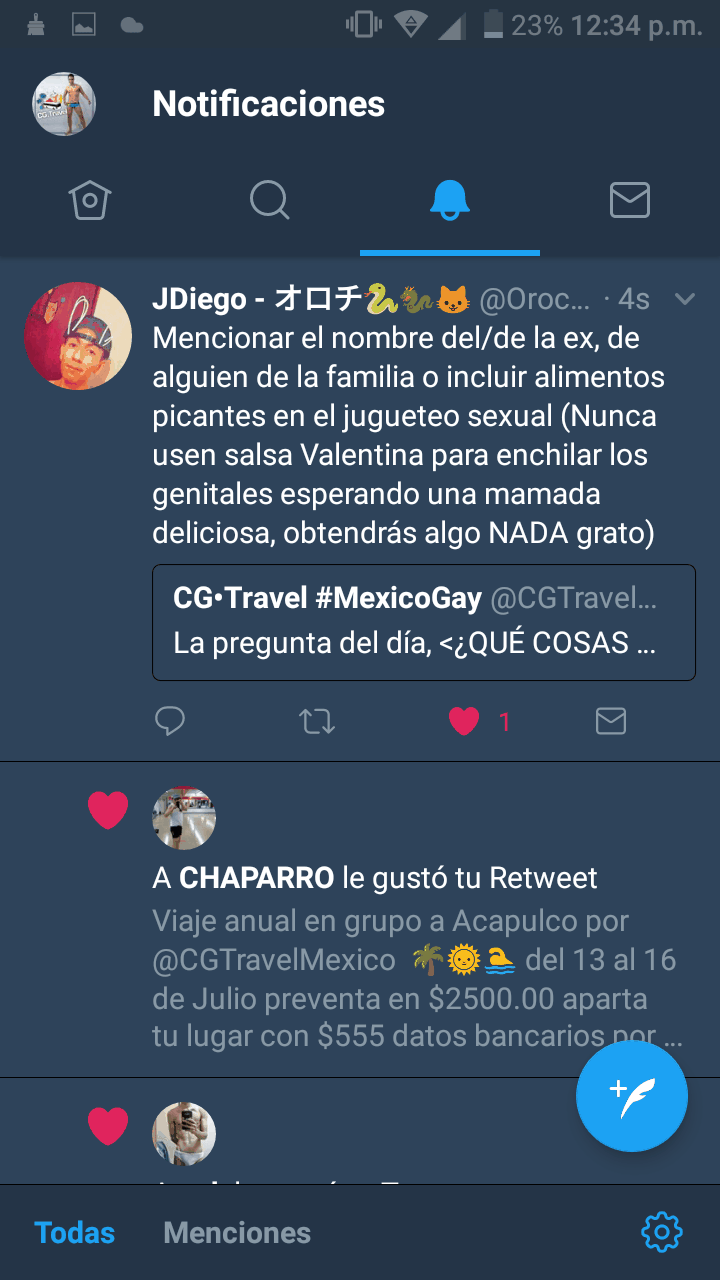 23% 12:34 p.m.
CG Travel
Notificaciones
JDiego - オロチ🐍🐉🐱 @Oroc... · 4s
Mencionar el nombre del/de la ex, de
alguien de la familia o incluir alimentos
picantes en el jugueteo sexual (Nunca
usen salsa Valentina para enchilar los
genitales esperando una mamada
deliciosa, obtendrás algo NADA grato)
CG•Travel #MexicoGay @CGTravel...
La pregunta del día, <¿QUÉ COSAS ...
1
A CHAPARRO le gustó tu Retweet
Viaje anual en grupo a Acapulco por
@CGTravelMexico 🌴🌞🏊 del 13 al 16
de Julio preventa en $2500.00 aparta
tu lugar con $555 datos bancarios por ...
Todas Menciones